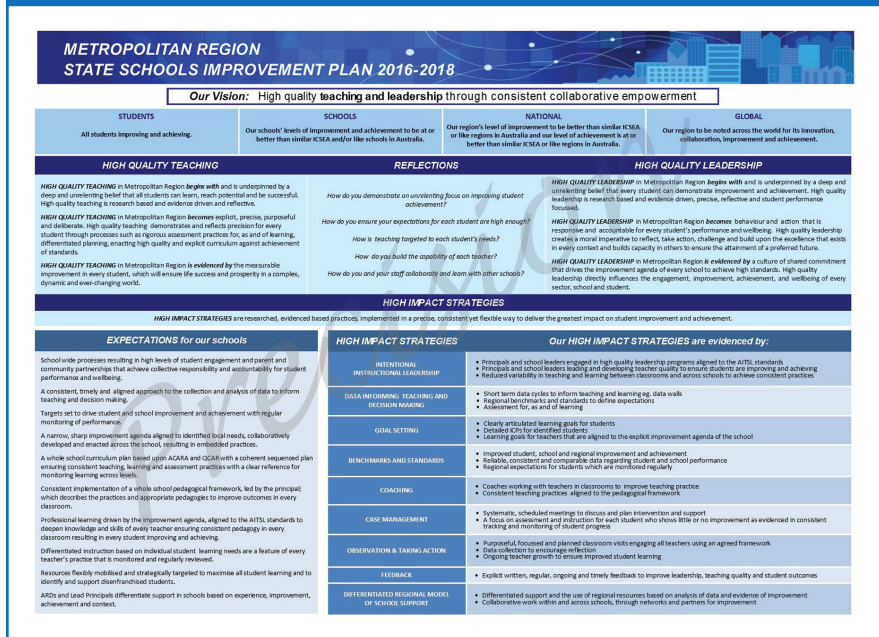 METROPOLITAN REGION
STATE SCHOOLS IMPROVEMENT PLAN 2016-2018
Our Vision: High quality teaching and leadership through consistent collaborative empowerment
STUDENTS
All students improving and achieving.
SCHOOLS
Our schools' levels of improvement and achievement to be at or
better than similar ICSEA and/or like schools in Australia.
NATIONAL
Our region's level of improvement to be better than similar ICSEA
or like regions in Australia and our level of achievement is at or
better than similar ICSEA or like regions in Australia.
GLOBAL
Our region to be noted across the world for its innovation,
collaboration, improvement and achievement.
HIGH QUALITY TEACHING
HIGH QUALITY TEACHING in Metropolitan Region begins with and is underpinned by a
deep and unrelenting belief that all students can learn, reach potential and be successful.
High quality teaching is research based and evidence driven and reflective.
HIGH QUALITY TEACHING in Metropolitan Region becomes explicit, precise, purposeful
and deliberate. High quality teaching demonstrates and reflects precision for every
student through processes such as rigorous assessment practices for, as and of learning,
differentiated planning, enabling high quality and explicit curriculum against achievement
of standards.
HIGH QUALITY TEACHING in Metropolitan Region is evidenced by the measurable
improvement in every student, which will ensure life success and prosperity in a complex,
dynamic and ever-changing world.
REFLECTIONS
How do you demonstrate an unrelenting focus on improving student
achievement?
How do you ensure your expectations for each student are high enough?
How is teaching targeted to each student's needs?
How do you build the capability of each teacher?
How do you and your staff collaborate and learn with other schools?
HIGH QUALITY LEADERSHIP
HIGH QUALITY LEADERSHIP in Metropolitan Region begins with and is underpinned by a deep and
unrelenting belief that every student can demonstrate improvement and achievement. High quality
leadership is research based and evidence driven, precise, reflective and student performance
focussed.
HIGH QUALITY LEADERSHIP in Metropolitan Region becomes behaviour and action that is
responsive and accountable for every student's performance and wellbeing. High quality leadership
creates a moral imperative to reflect, take action, challenge and build upon the excellence that exists
in every context and builds capacity in others to ensure the attainment of a preferred future.
HIGH QUALITY LEADERSHIP in Metropolitan Region is evidenced by a culture of shared commitment
that drives the improvement agenda of every school to achieve high standards. High quality
leadership directly influences the engagement, improvement, achievement, and wellbeing of every
sector, school and student.
HIGH IMPACT STRATEGIES
HIGH IMPACT STRATEGIES are researched, evidenced based practices, implemented in a precise, consistent yet flexible way to deliver the greatest impact on student improvement and achievement.
EXPECTATIONS for our schools
School wide processes resulting in high levels of student engagement and parent and
community partnerships that achieve collective responsibility and accountability for student
performance and wellbeing.
A consistent, timely and aligned approach to the collection and analysis of data to inform
teaching and decision making.
Targets set to drive student and school improvement and achievement with regular
monitoring of performance.
A narrow, sharp improvement agenda aligned to identified local needs, collaboratively
developed and enacted across the school, resulting in embedded practices.
A whole school curriculum plan based upon ACARA and QCAR with a coherent sequenced plan
ensuring consistent teaching, learning and assessment practices with a clear reference for
monitoring learning across levels.
Consistent implementation of a whole school pedagogical framework, led by the principal;
which describes the practices and appropriate pedagogies to improve outcomes in every
classroom.
Professional learning driven by the improvement agenda, aligned to the AITSL standards to
deepen knowledge and skills of every teacher ensuring consistent pedagogy in every
classroom resulting in every student improving and achieving.
Differentiated instruction based on individual student learning needs are a feature of every
teacher's practice that is monitored and regularly reviewed.
Resources flexibly mobilised and strategically targeted to maximise all student learning and to
identify and support disenfranchised students.
ARDs and Lead Principals differentiate support in schools based on experience, improvement,
achievement and context.
HIGH IMPACT STRATEGIES
Our HIGH IMPACT STRATEGIES are evidenced by:
INTENTIONAL
INSTRUCTIONAL LEADERSHIP
• Principals and school leaders engaged in high quality leadership programs aligned to the AITSL standards
• Principals and school leaders leading and developing teacher quality to ensure students are improving and achieving
• Reduced variability in teaching and learning between classrooms and across schools to achieve consistent practices
DATA INFORMING TEACHING AND
DECISION MAKING
• Short term data cycles to inform teaching and learning eg. data walls
• Regional benchmarks and standards to define expectations
• Assessment for, as and of learning
GOAL SETTING
• Clearly articulated learning goals for students
• Detailed ICPs for identified students
• Learning goals for teachers that are aligned to the explicit improvement agenda of the school
BENCHMARKS AND STANDARDS
• Improved student, school and regional improvement and achievement
• Reliable, consistent and comparable data regarding student and school performance
• Regional expectations for students which are monitored regularly
COACHING
• Coaches working with teachers in classrooms to improve teaching practice
• Consistent teaching practices aligned to the pedagogical framework
CASE MANAGEMENT
• Systematic, scheduled meetings to discuss and plan intervention and support
• A focus on assessment and instruction for each student who shows little or no improvement as evidenced in consistent
tracking and monitoring of student progress
OBSERVATION & TAKING ACTION
• Purposeful, focussed and planned classroom visits engaging all teachers using an agreed framework
• Data collection to encourage reflection
• Ongoing teacher growth to ensure improved student learning
FEEDBACK
• Explicit written, regular, ongoing and timely feedback to improve leadership, teaching quality and student outcomes
DIFFERENTIATED REGIONAL MODEL
OF SCHOOL SUPPORT
• Differentiated support and the use of regional resources based on analysis of data and evidence of improvement
• Collaborative work within and across schools, through networks and partners for improvement
Precision